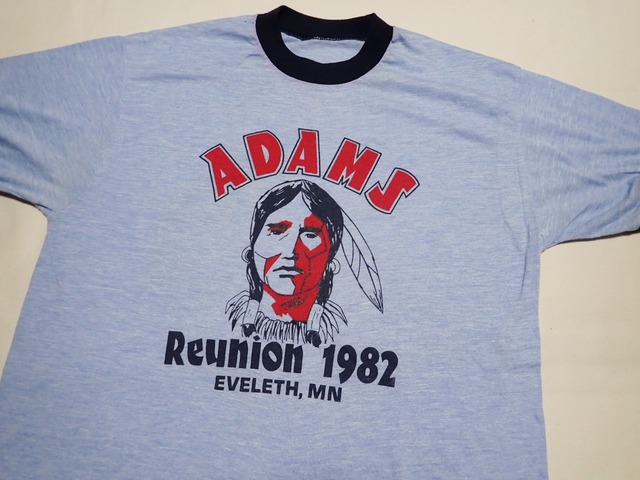 ADAMS
Reunion 1982
EVELETH, MN